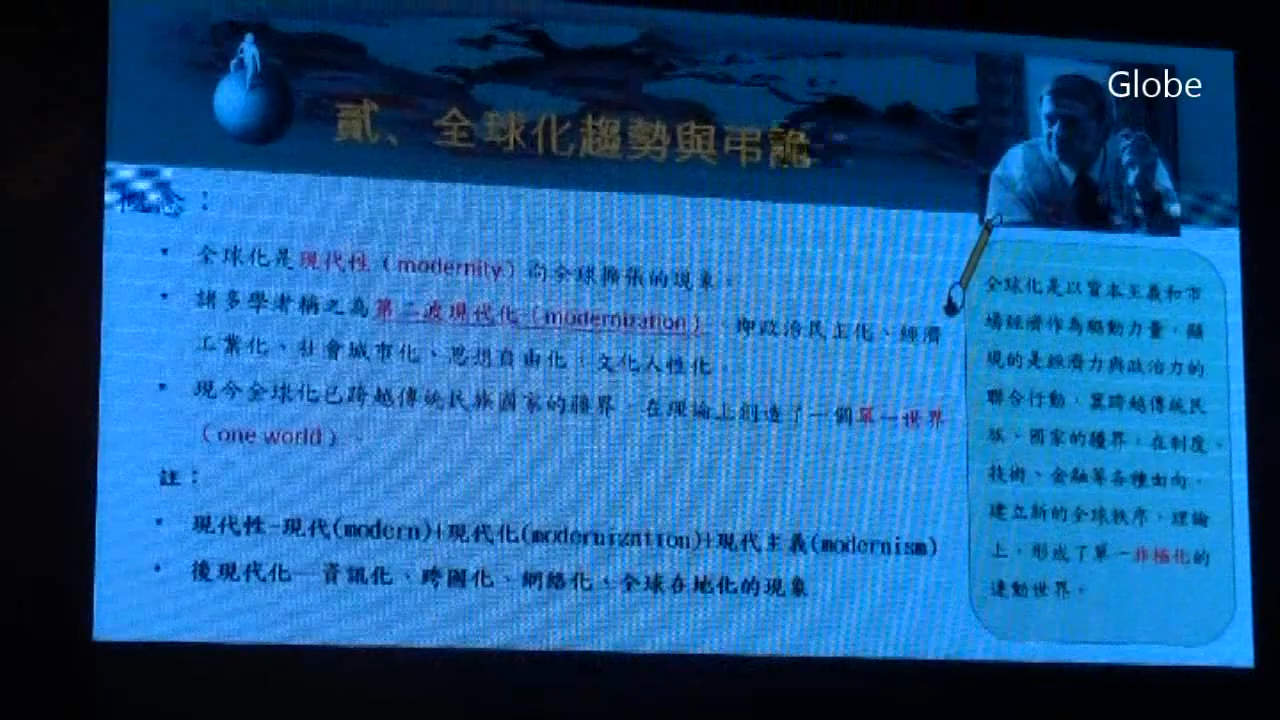 Globe
貳、全球化趨勢與弔詭
概念：
• 全球化是現代性（modernity）向全球擴張的現象。
• 諸多學者稱之為第二波現代化（modernization），即政治民主化、經濟
工業化、社會城市化、思想自由化，文化人性化。
• 現今全球化已跨越傳統民族國家的疆界，在理論上創造了一個單一世界
（one world）。
註：
• 現代性=現代(modern)+現代化(modernization)+現代主義(modernism)
• 後現代化—資訊化、跨國化、網絡化、全球在地化的現象
全球化是以資本主義和市
場經濟作為驅動力量，顯
現的是經濟力與政治力的
聯合行動，冀跨越傳統民
族、國家的疆界，在制度、
技術、金融等各種面向，
建立新的全球秩序，理論
上，形成了單一非極化的
連動世界。